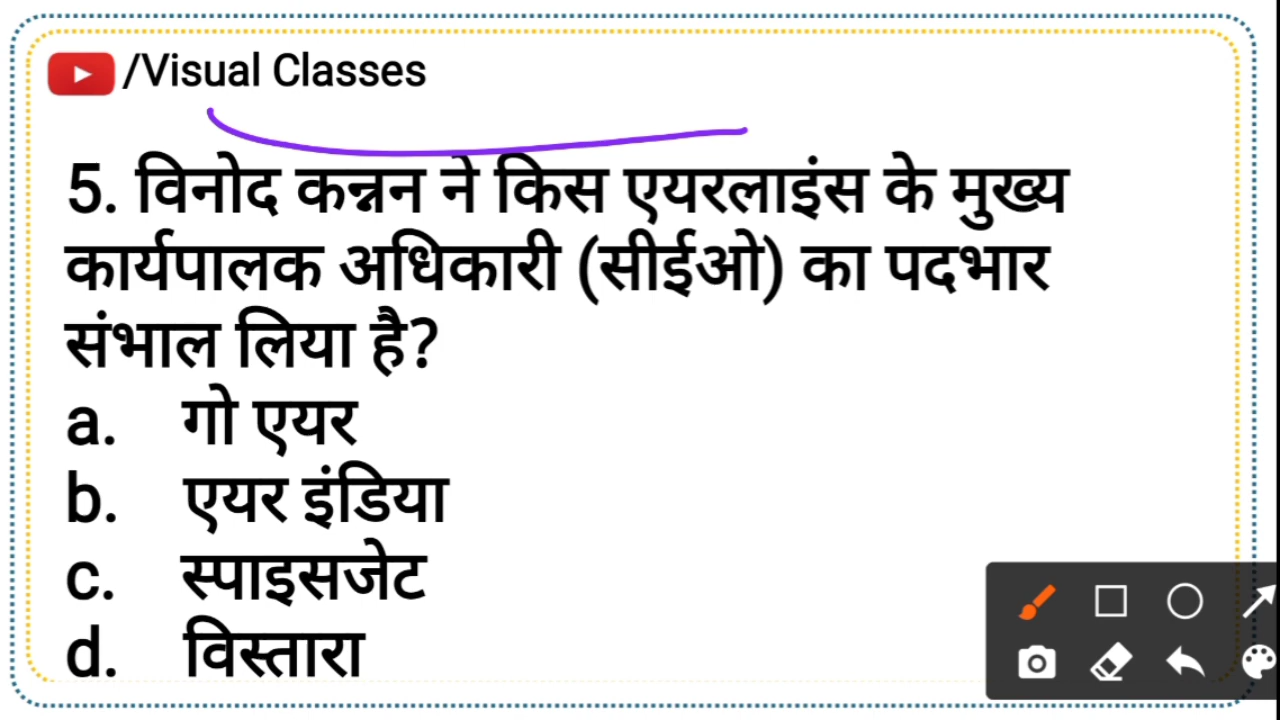 /Visual Classes
5. विनोद कन्नन ने किस एयरलाइंस के मुख्य
कार्यपालक अधिकारी (सीईओ) का पदभार
संभाल लिया है?
a. गो एयर
b. एयर इंडिया
c. स्पाइसजेट
d. विस्तारा